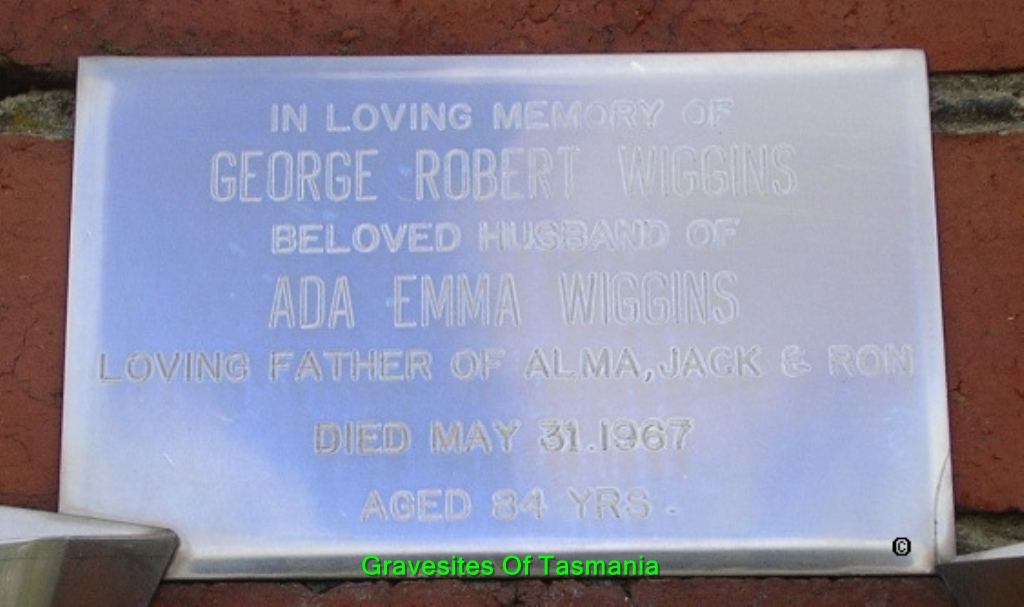 IN LOVING MEMORY OF
GEORGE ROBERT WIGGINS
BELOVED HUSBAND OF
ADA EMMA WIGGINS
LOVING FATHER OF ALMA, JACK & RON
DIED MAY 31.1967
AGED 84 YRS.
©
Gravesites Of Tasmania